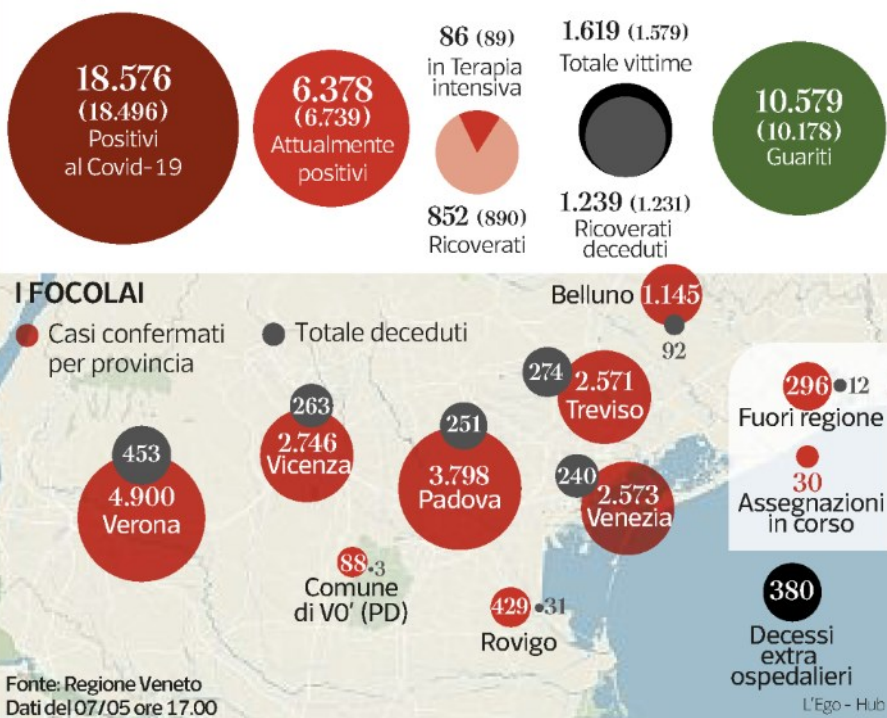 18.576
(18.496)
Positivi
al Covid-19
6.378
(6.739)
Attualmente
positivi
86 (89)
in Terapia
intensiva
852 (890)
Ricoverati
1.619 (1.579)
Totale vittime
1.239 (1.231)
Ricoverati
deceduti
10.579
(10.178)
Guariti
I FOCOLAI
Casi confermati
per provincia
Totale deceduti
Belluno 1.145
92
274
2.571
Treviso
263
2.746
Vicenza
251
3.798
Padova
453
4.900
Verona
240
2.573
Venezia
88 3
Comune
di VO' (PD)
429 31
Rovigo
296 12
Fuori regione
30
Assegnazioni
in corso
380
Decessi
extra
ospedalieri
Fonte: Regione Veneto
Dati del 07/05 ore 17.00
L'Ego - Hub